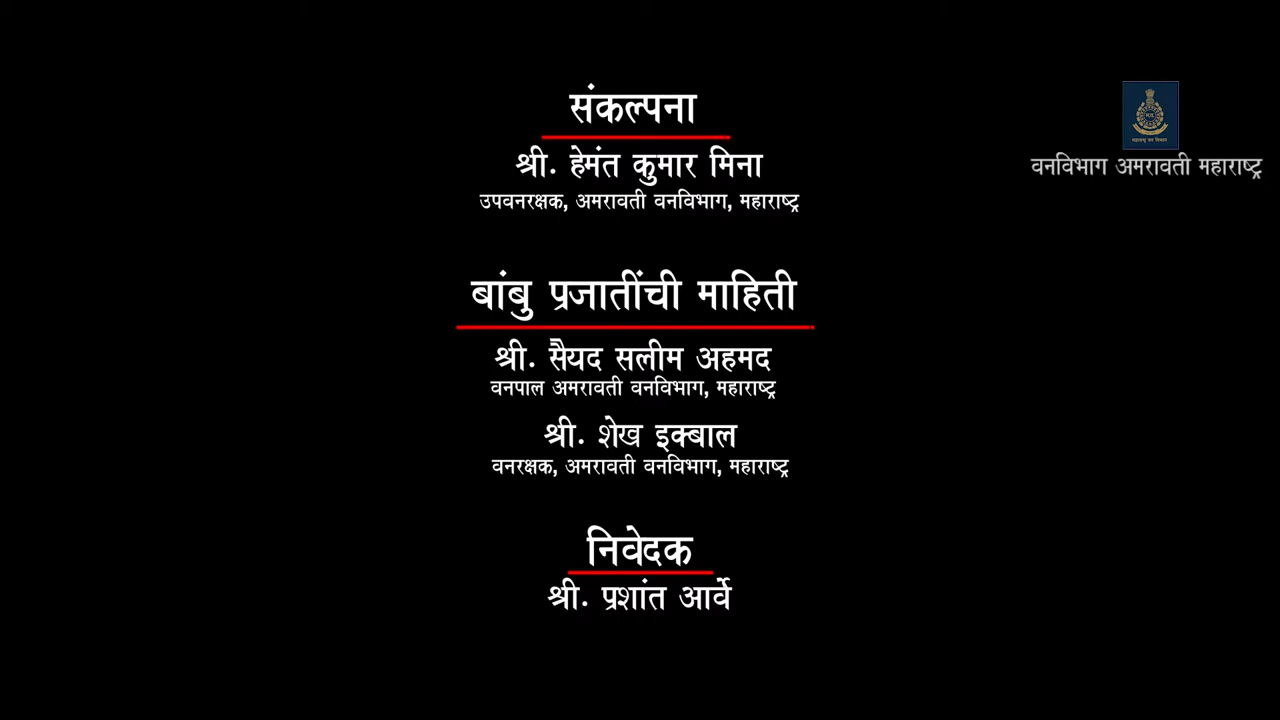 संकल्पना
श्री. हेमंत कुमार मिना
उपवनरक्षक, अमरावती वनविभाग, महाराष्ट्र
वनविभाग अमरावती महाराष्ट्र
बांबु प्रजातींची माहिती
श्री. सैयद सलीम अहमद
वनपाल अमरावती वनविभाग, महाराष्ट्र
श्री. शेख इक्बाल
वनरक्षक, अमरावती वनविभाग, महाराष्ट्र
निवेदक
श्री. प्रशांत आर्वे